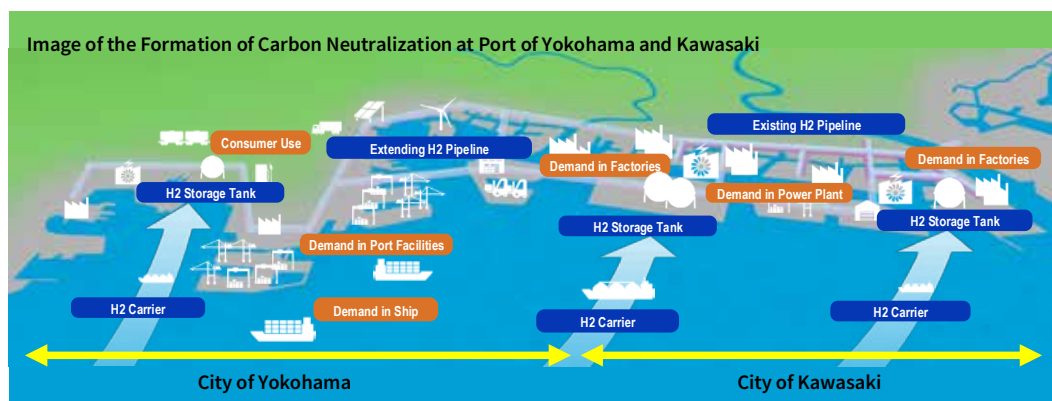 Image of the Formation of Carbon Neutralization at Port of Yokohama and Kawasaki
Existing H2 Pipeline
Consumer Use
Extending H2 Pipeline
Demand in Factories
Demand in Factories
H2 Storage Tank
Demand in Power Plant
H2 Storage Tank
H2 Storage Tank
Demand in Port Facilities
H2 Carrier
Demand in Ship
H2 Carrier
H2 Carrier
City of Yokohama
City of Kawasaki